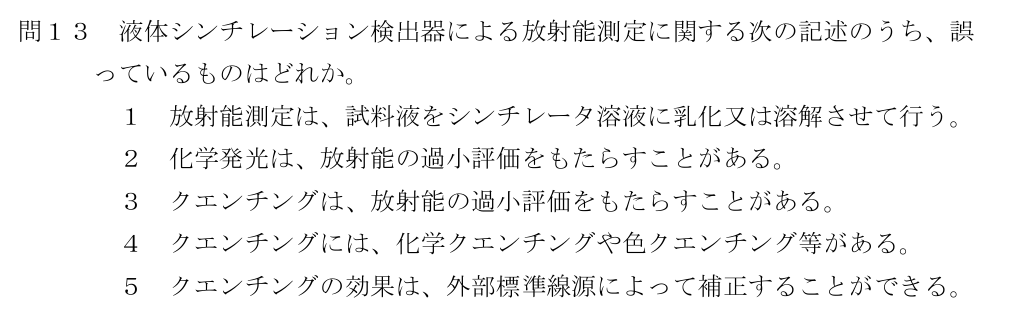 問１３　液体シンチレーション検出器による放射能測定に関する次の記述のうち、誤
っているものはどれか。
１　放射能測定は、試料液をシンチレータ溶液に乳化又は溶解させて行う。
２　化学発光は、放射能の過小評価をもたらすことがある。
３　クエンチングは、放射能の過小評価をもたらすことがある。
４　クエンチングには、化学クエンチングや色クエンチング等がある。
５　クエンチングの効果は、外部標準線源によって補正することができる。